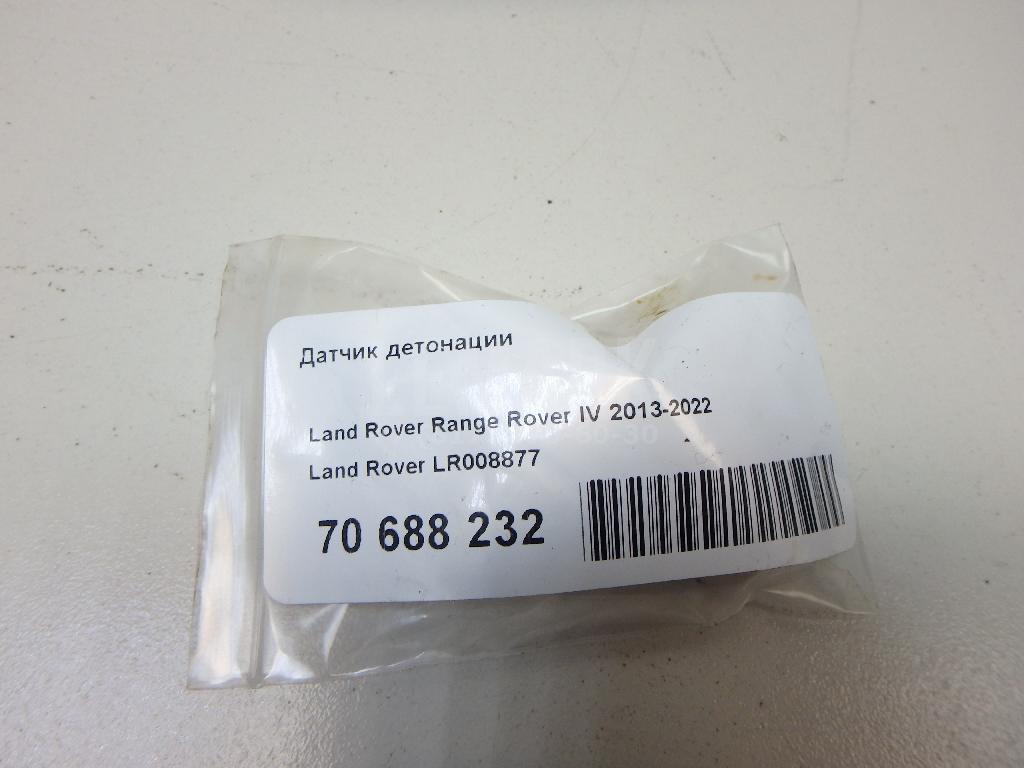 Датчик детонации
Land Rover Range Rover IV 2013-2022
Land Rover LR008877
70 688 232